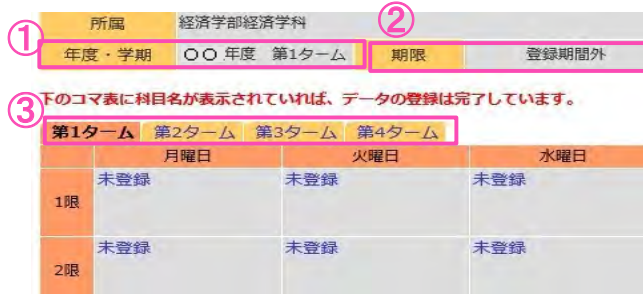 所属 経済学部経済学科
① ②
年度・学期 〇〇 年度 第1ターム 期限 登録期間外
下のコマ表に科目名が表示されていれば、データの登録は完了しています。
③
第1ターム 第2ターム 第3ターム 第4ターム
月曜日 火曜日 水曜日
1限 未登録 未登録 未登録
2限 未登録 未登録 未登録